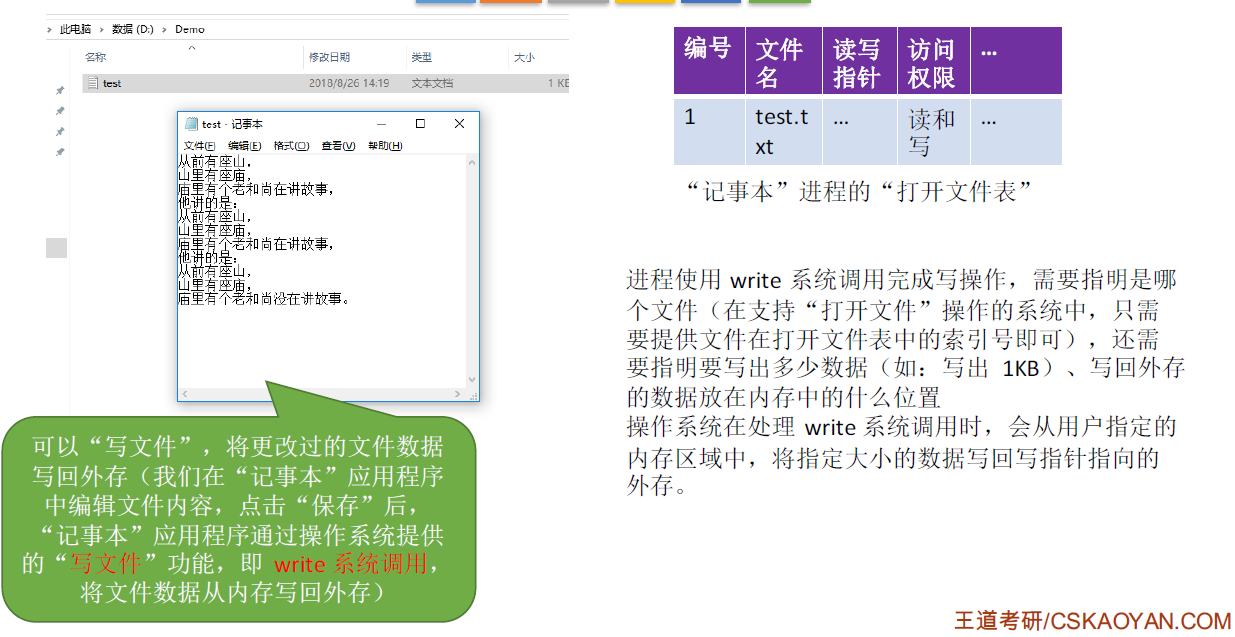 此电脑 > 数据 (D:) > Demo
名称 修改日期 类型 大小
test 2018/8/26 14:19 文本文档 1 KB
test - 记事本
文件(F) 编辑(E) 格式(O) 查看(V) 帮助(H)
从前有座山，
山里有座庙，
庙里有个老和尚在讲故事，
他讲的是：
从前有座山，
山里有座庙，
庙里有个老和尚在讲故事，
他讲的是：
从前有座山，
山里有座庙，
庙里有个老和尚没在讲故事。
可以“写文件”，将更改过的文件数据
写回外存（我们在“记事本”应用程序
中编辑文件内容，点击“保存”后，
“记事本”应用程序通过操作系统提供
的“写文件”功能，即 write 系统调用，
将文件数据从内存写回外存）
编号 文件 读写 访问 …
名 指针 权限
1 test.t … 读和 …
xt 写
“记事本”进程的“打开文件表”
进程使用 write 系统调用完成写操作，需要指明是哪
个文件（在支持“打开文件”操作的系统中，只需
要提供文件在打开文件表中的索引号即可），还需
要指明要写出多少数据（如：写出 1KB）、写回外存
的数据放在内存中的什么位置
操作系统在处理 write 系统调用时，会从用户指定的
内存区域中，将指定大小的数据写回写指针指向的
外存。
王道考研/CSKAOYAN.COM